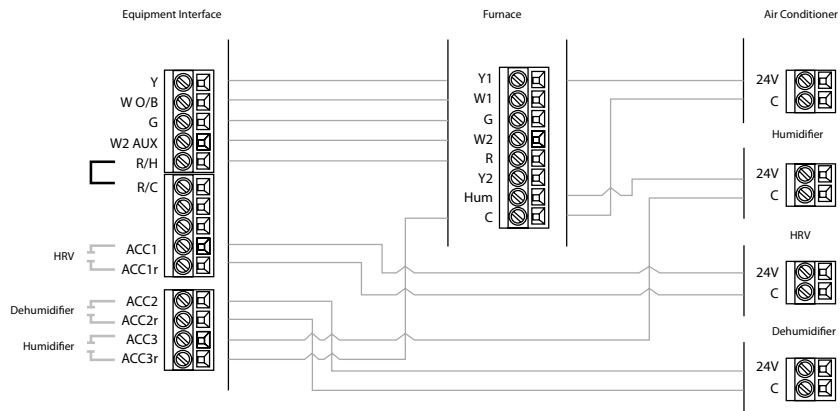 Equipment Interface
Furnace
Air Conditioner
Y
W O/B
G
W2 AUX
R/H
R/C
HRV
ACC1
ACC1r
Dehumidifier
ACC2
ACC2r
Humidifier
ACC3
ACC3r
Y1
W1
G
W2
R
Y2
Hum
C
24V
C
Humidifier
24V
C
HRV
24V
C
Dehumidifier
24V
C